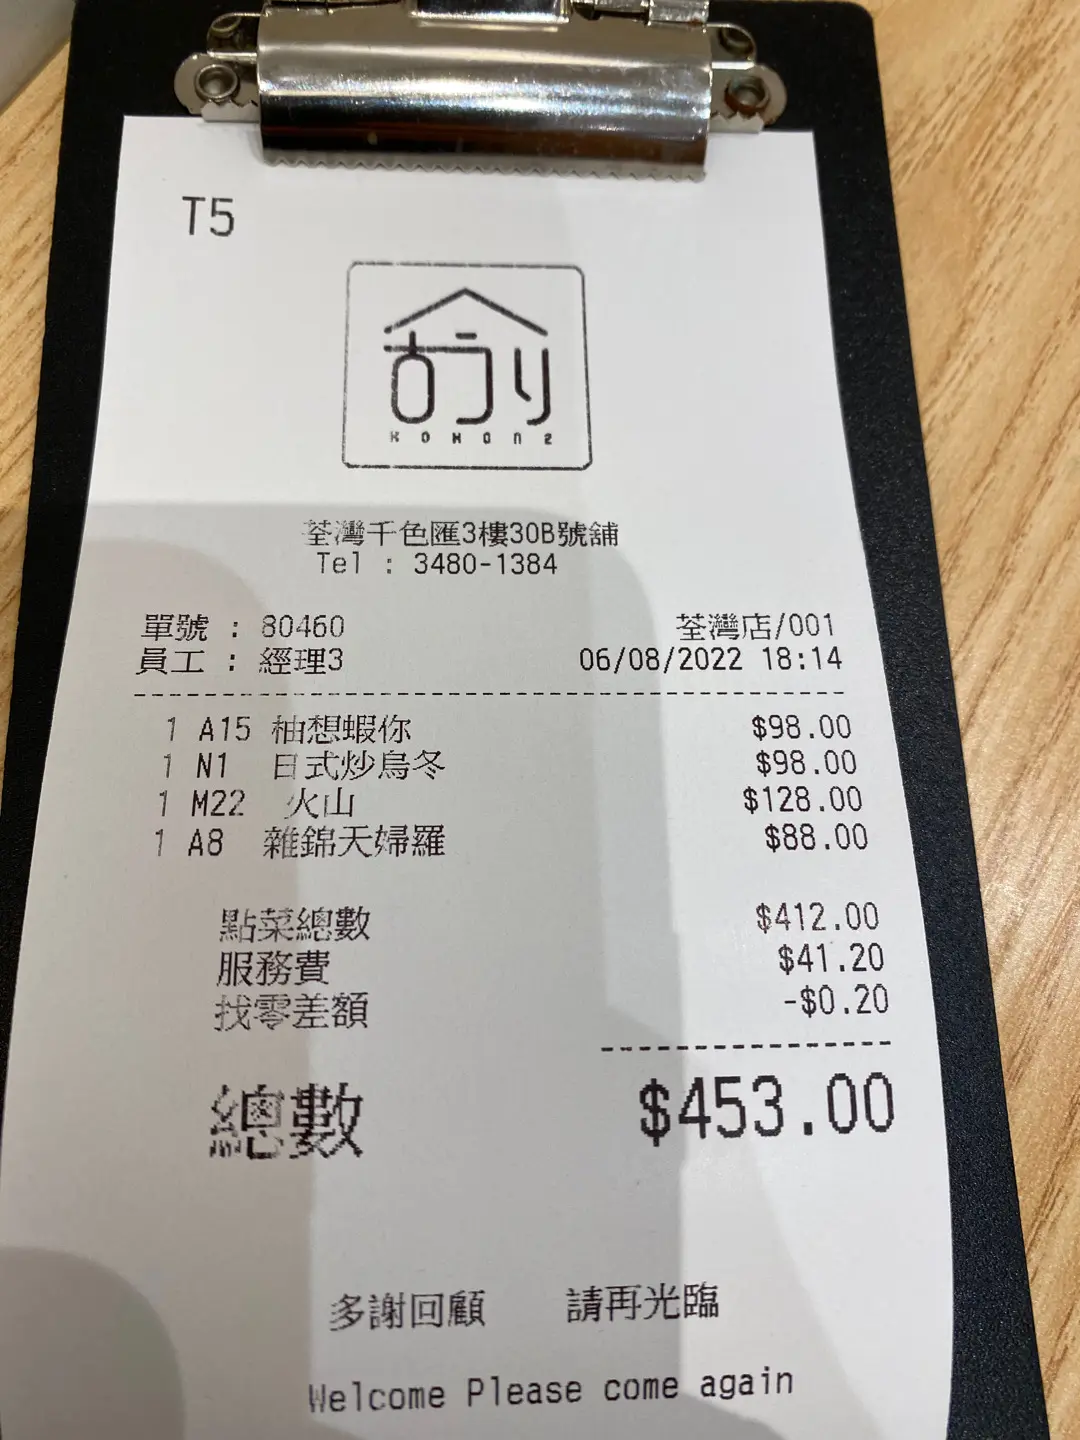 T5
古うり
荃灣千色匯3樓30B號舖
Tel : 3480-1384
單號 : 80460 荃灣店/001
員工 : 經理3 06/08/2022 18:14
1 A15 柚想蝦你 $98.00
1 N1 日式炒烏冬 $98.00
1 M22 火山 $128.00
1 A8 雜錦天婦羅 $88.00
點菜總數 $412.00
服務費 $41.20
找零差額 -$0.20
總數 $453.00
多謝回顧 請再光臨
Welcome Please come again